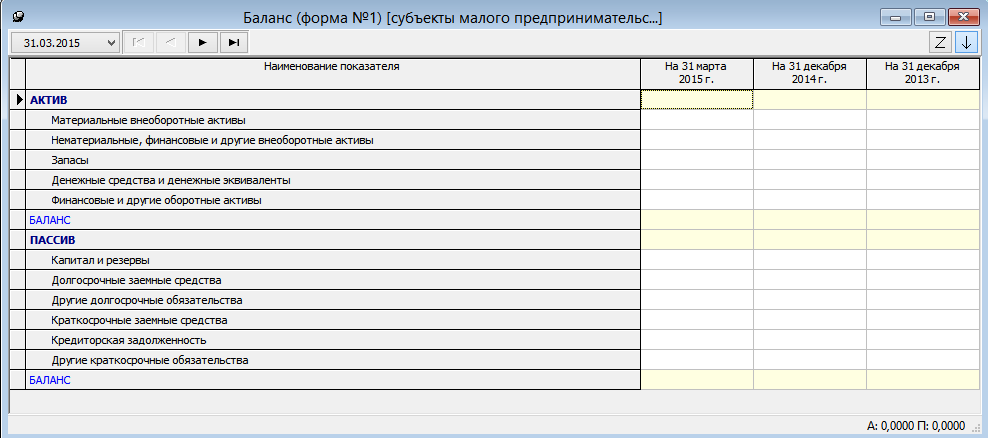 Баланс (форма №1) [субъекты малого предпринимательс...]
31.03.2015
Z
Наименование показателя
На 31 марта
2015 г.
На 31 декабря
2014 г.
На 31 декабря
2013 г.
АКТИВ
Материальные внеоборотные активы
Нематериальные, финансовые и другие внеоборотные активы
Запасы
Денежные средства и денежные эквиваленты
Финансовые и другие оборотные активы
БАЛАНС
ПАССИВ
Капитал и резервы
Долгосрочные заемные средства
Другие долгосрочные обязательства
Краткосрочные заемные средства
Кредиторская задолженность
Другие краткосрочные обязательства
БАЛАНС
А: 0,0000 П: 0,0000